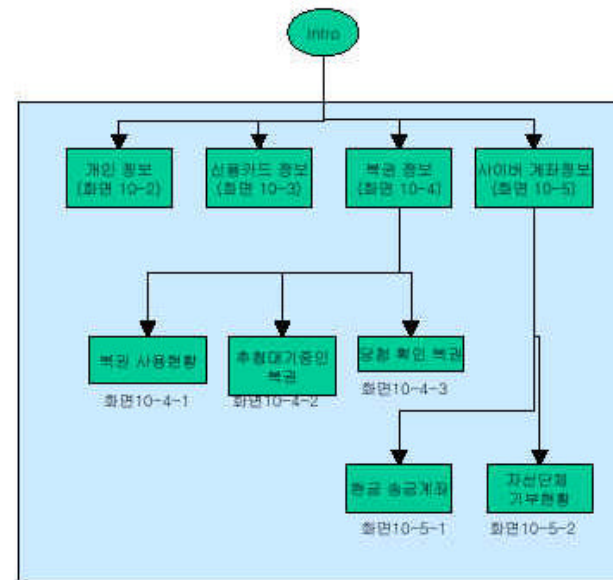 intro
개인 정보
(화면 10-2)
신용카드 정보
(화면 10-3)
복권 정보
(화면 10-4)
사이버 계좌정보
(화면 10-5)
복권 사용현황
추첨대기중인
복권
당첨 확인 복권
화면10-4-1
화면10-4-2
화면10-4-3
현금 송금계좌
자선단체
기부현황
화면10-5-1
화면10-5-2